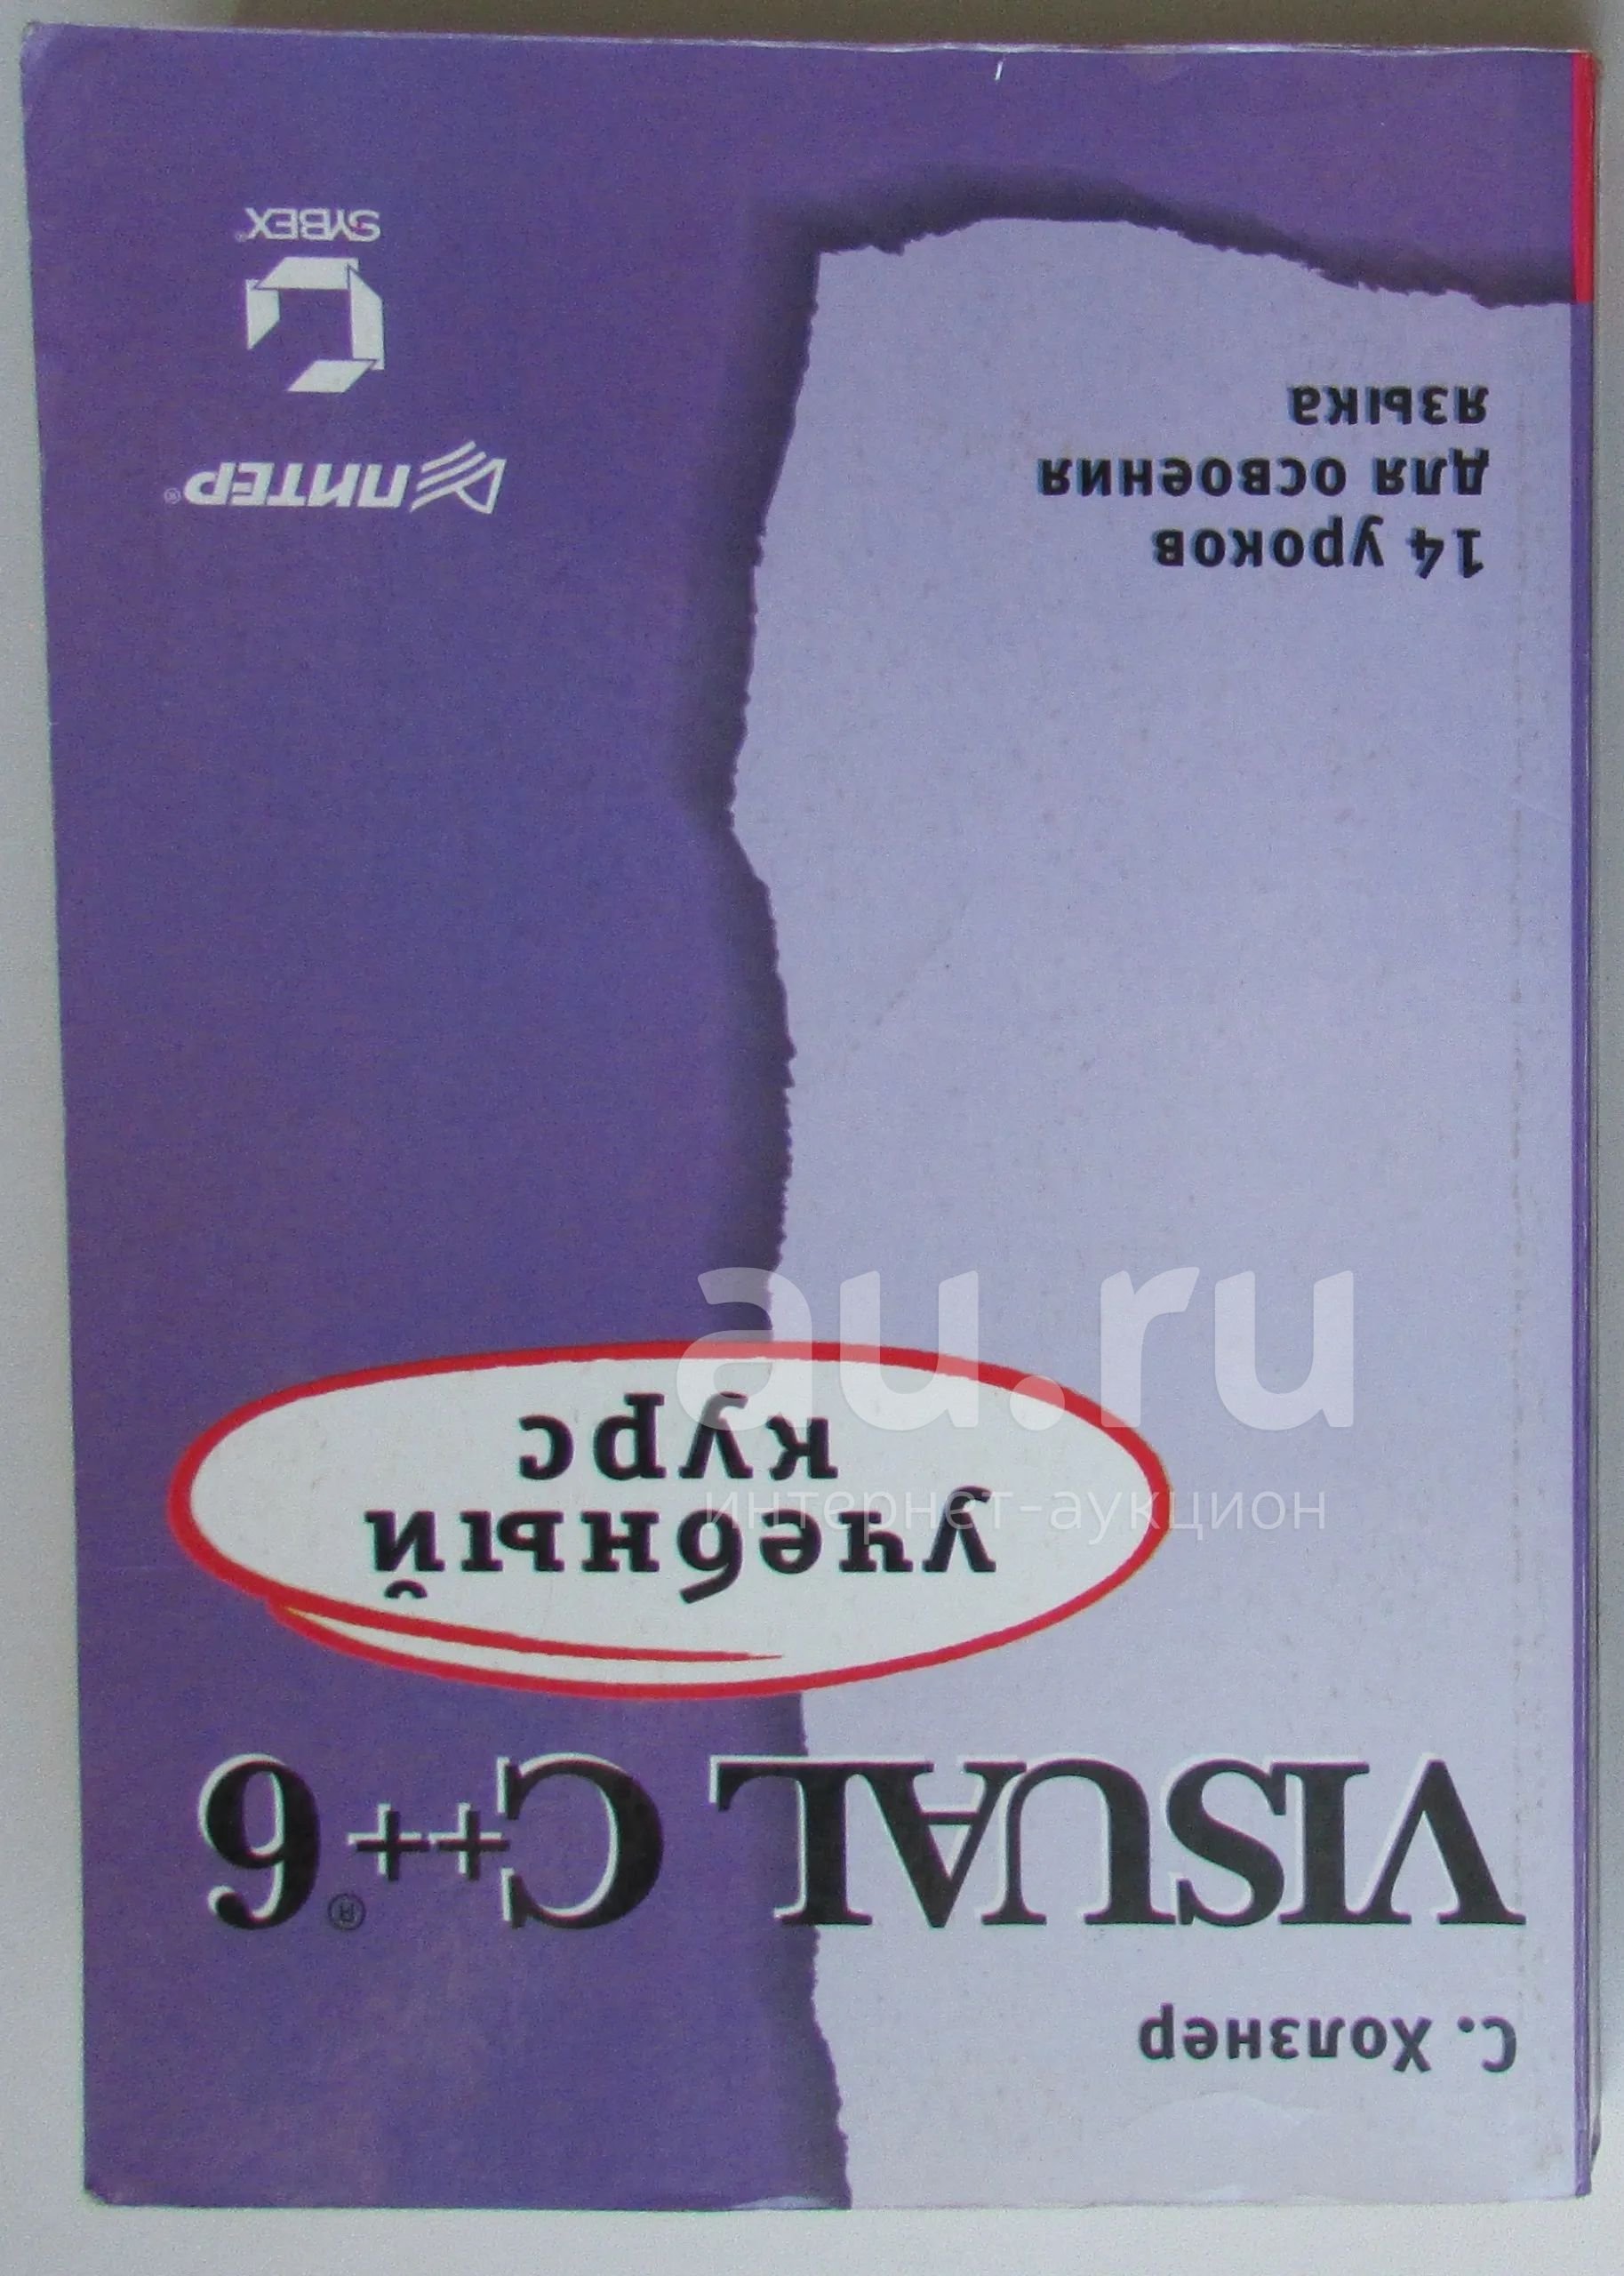 С. Холзнер
VISUAL C++® 6
учебный
курс
14 уроков
для освоения
языка
ПИТЕР®
SYBEX®
au.ru
интернет-аукцион